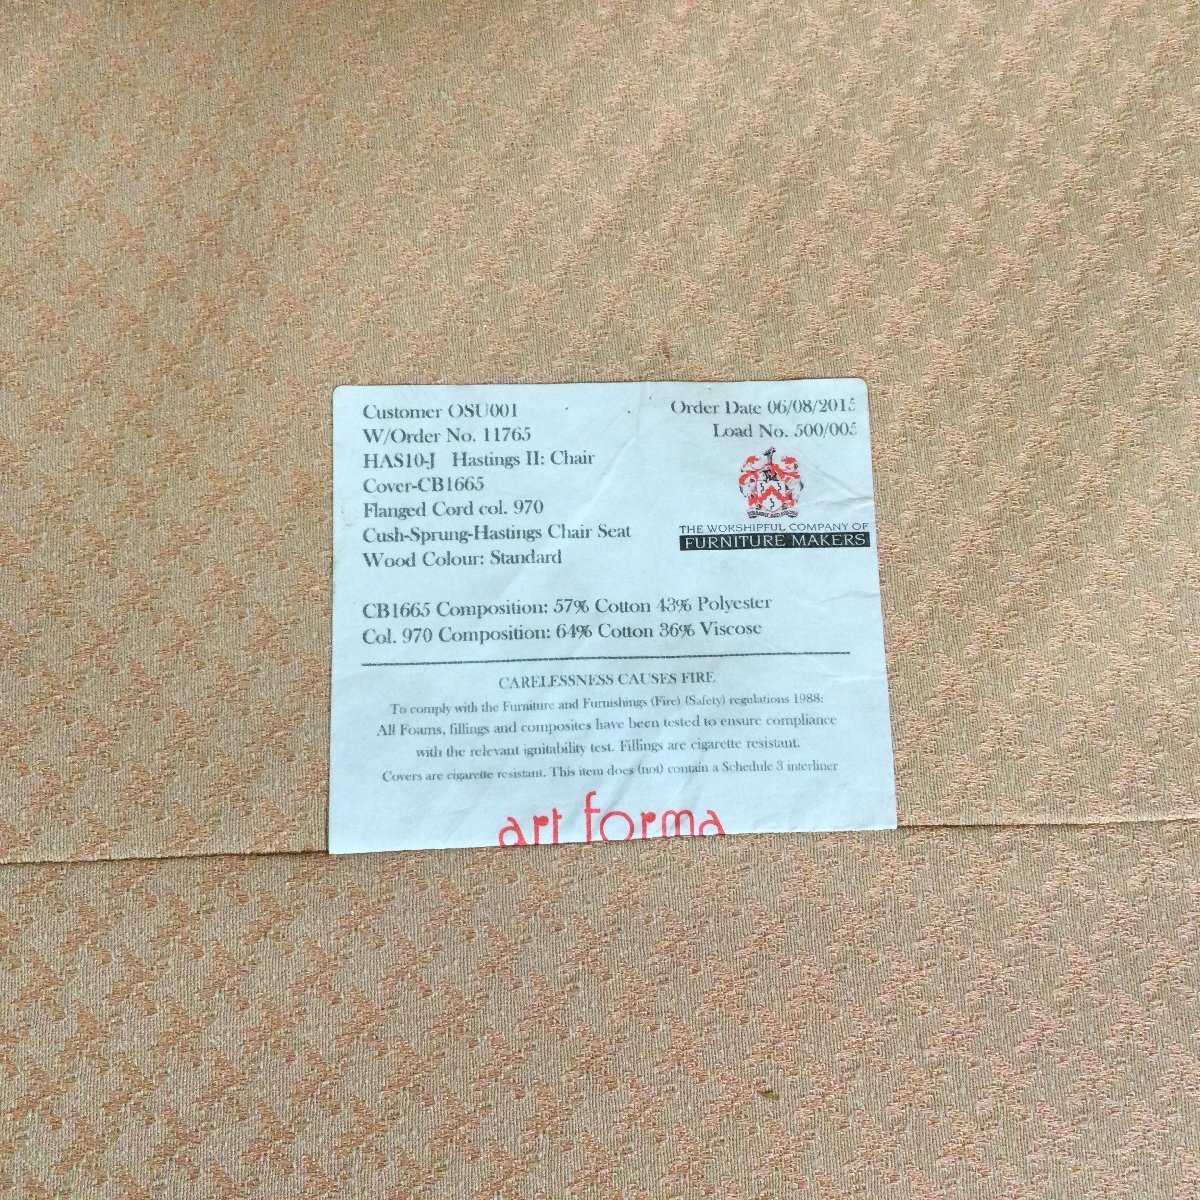 Customer OSU001
W/Order No. 11765
HAS10-J Hastings II: Chair
Cover-CB1665
Flanged Cord col. 970
Cush-Sprung-Hastings Chair Seat
Wood Colour: Standard
Order Date 06/08/2015
Load No. 500/005
THE WORSHIPFUL COMPANY OF
FURNITURE MAKERS
CB1665 Composition: 57% Cotton 43% Polyester
Col. 970 Composition: 64% Cotton 36% Viscose
CARELESSNESS CAUSES FIRE
To comply with the Furniture and Furnishings (Fire) (Safety) regulations 1988:
All Foams, fillings and composites have been tested to ensure compliance
with the relevant ignitability test. Fillings are cigarette resistant.
Covers are cigarette resistant. This item does (not) contain a Schedule 3 interliner
art forma